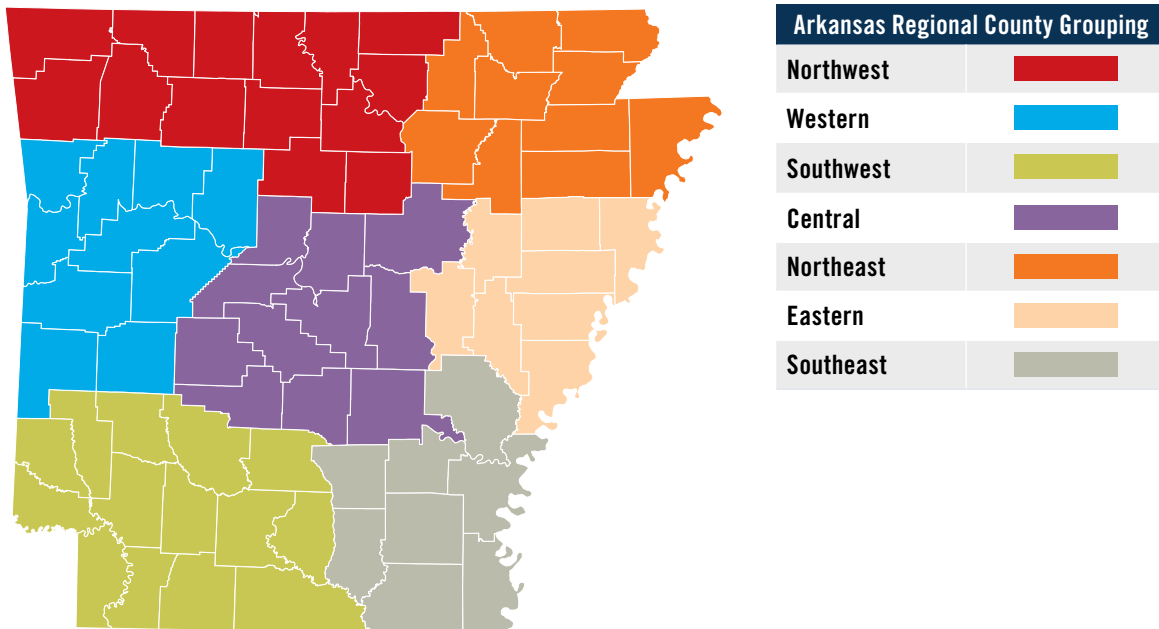 Arkansas Regional County Grouping
Northwest
Western
Southwest
Central
Northeast
Eastern
Southeast